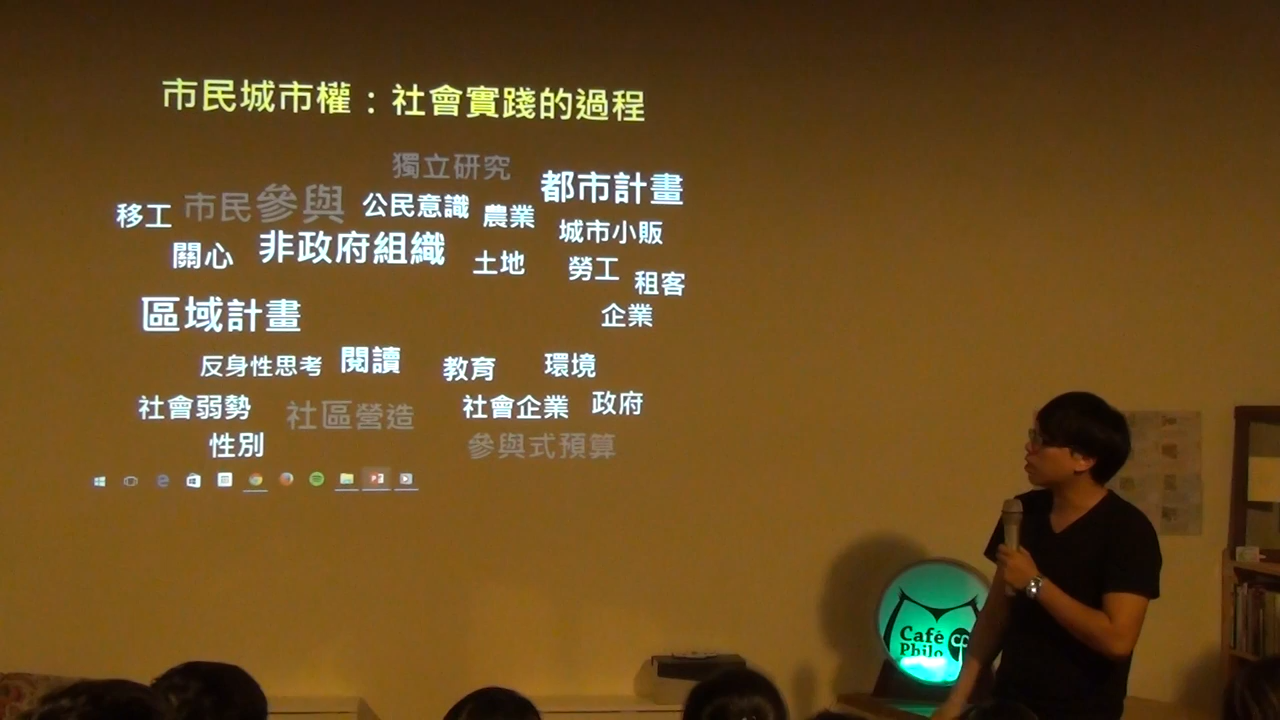 市民城市權：社會實踐的過程
獨立研究
都市計畫
移工 市民參與 公民意識 農業
城市小販
關心 非政府組織 土地 勞工
租客
區域計畫 企業
反身性思考 閱讀 教育 環境
社會弱勢 社區營造 社會企業 政府
性別 參與式預算
Café
Philo